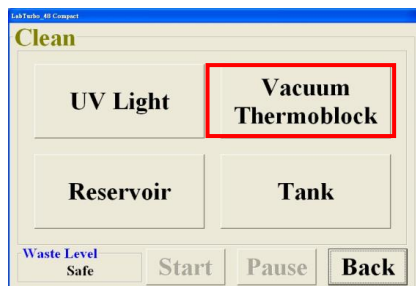 LabTurbo_48 Compact
Clean
UV Light
Vacuum
Thermoblock
Reservoir
Tank
Waste Level
Safe
Start
Pause
Back